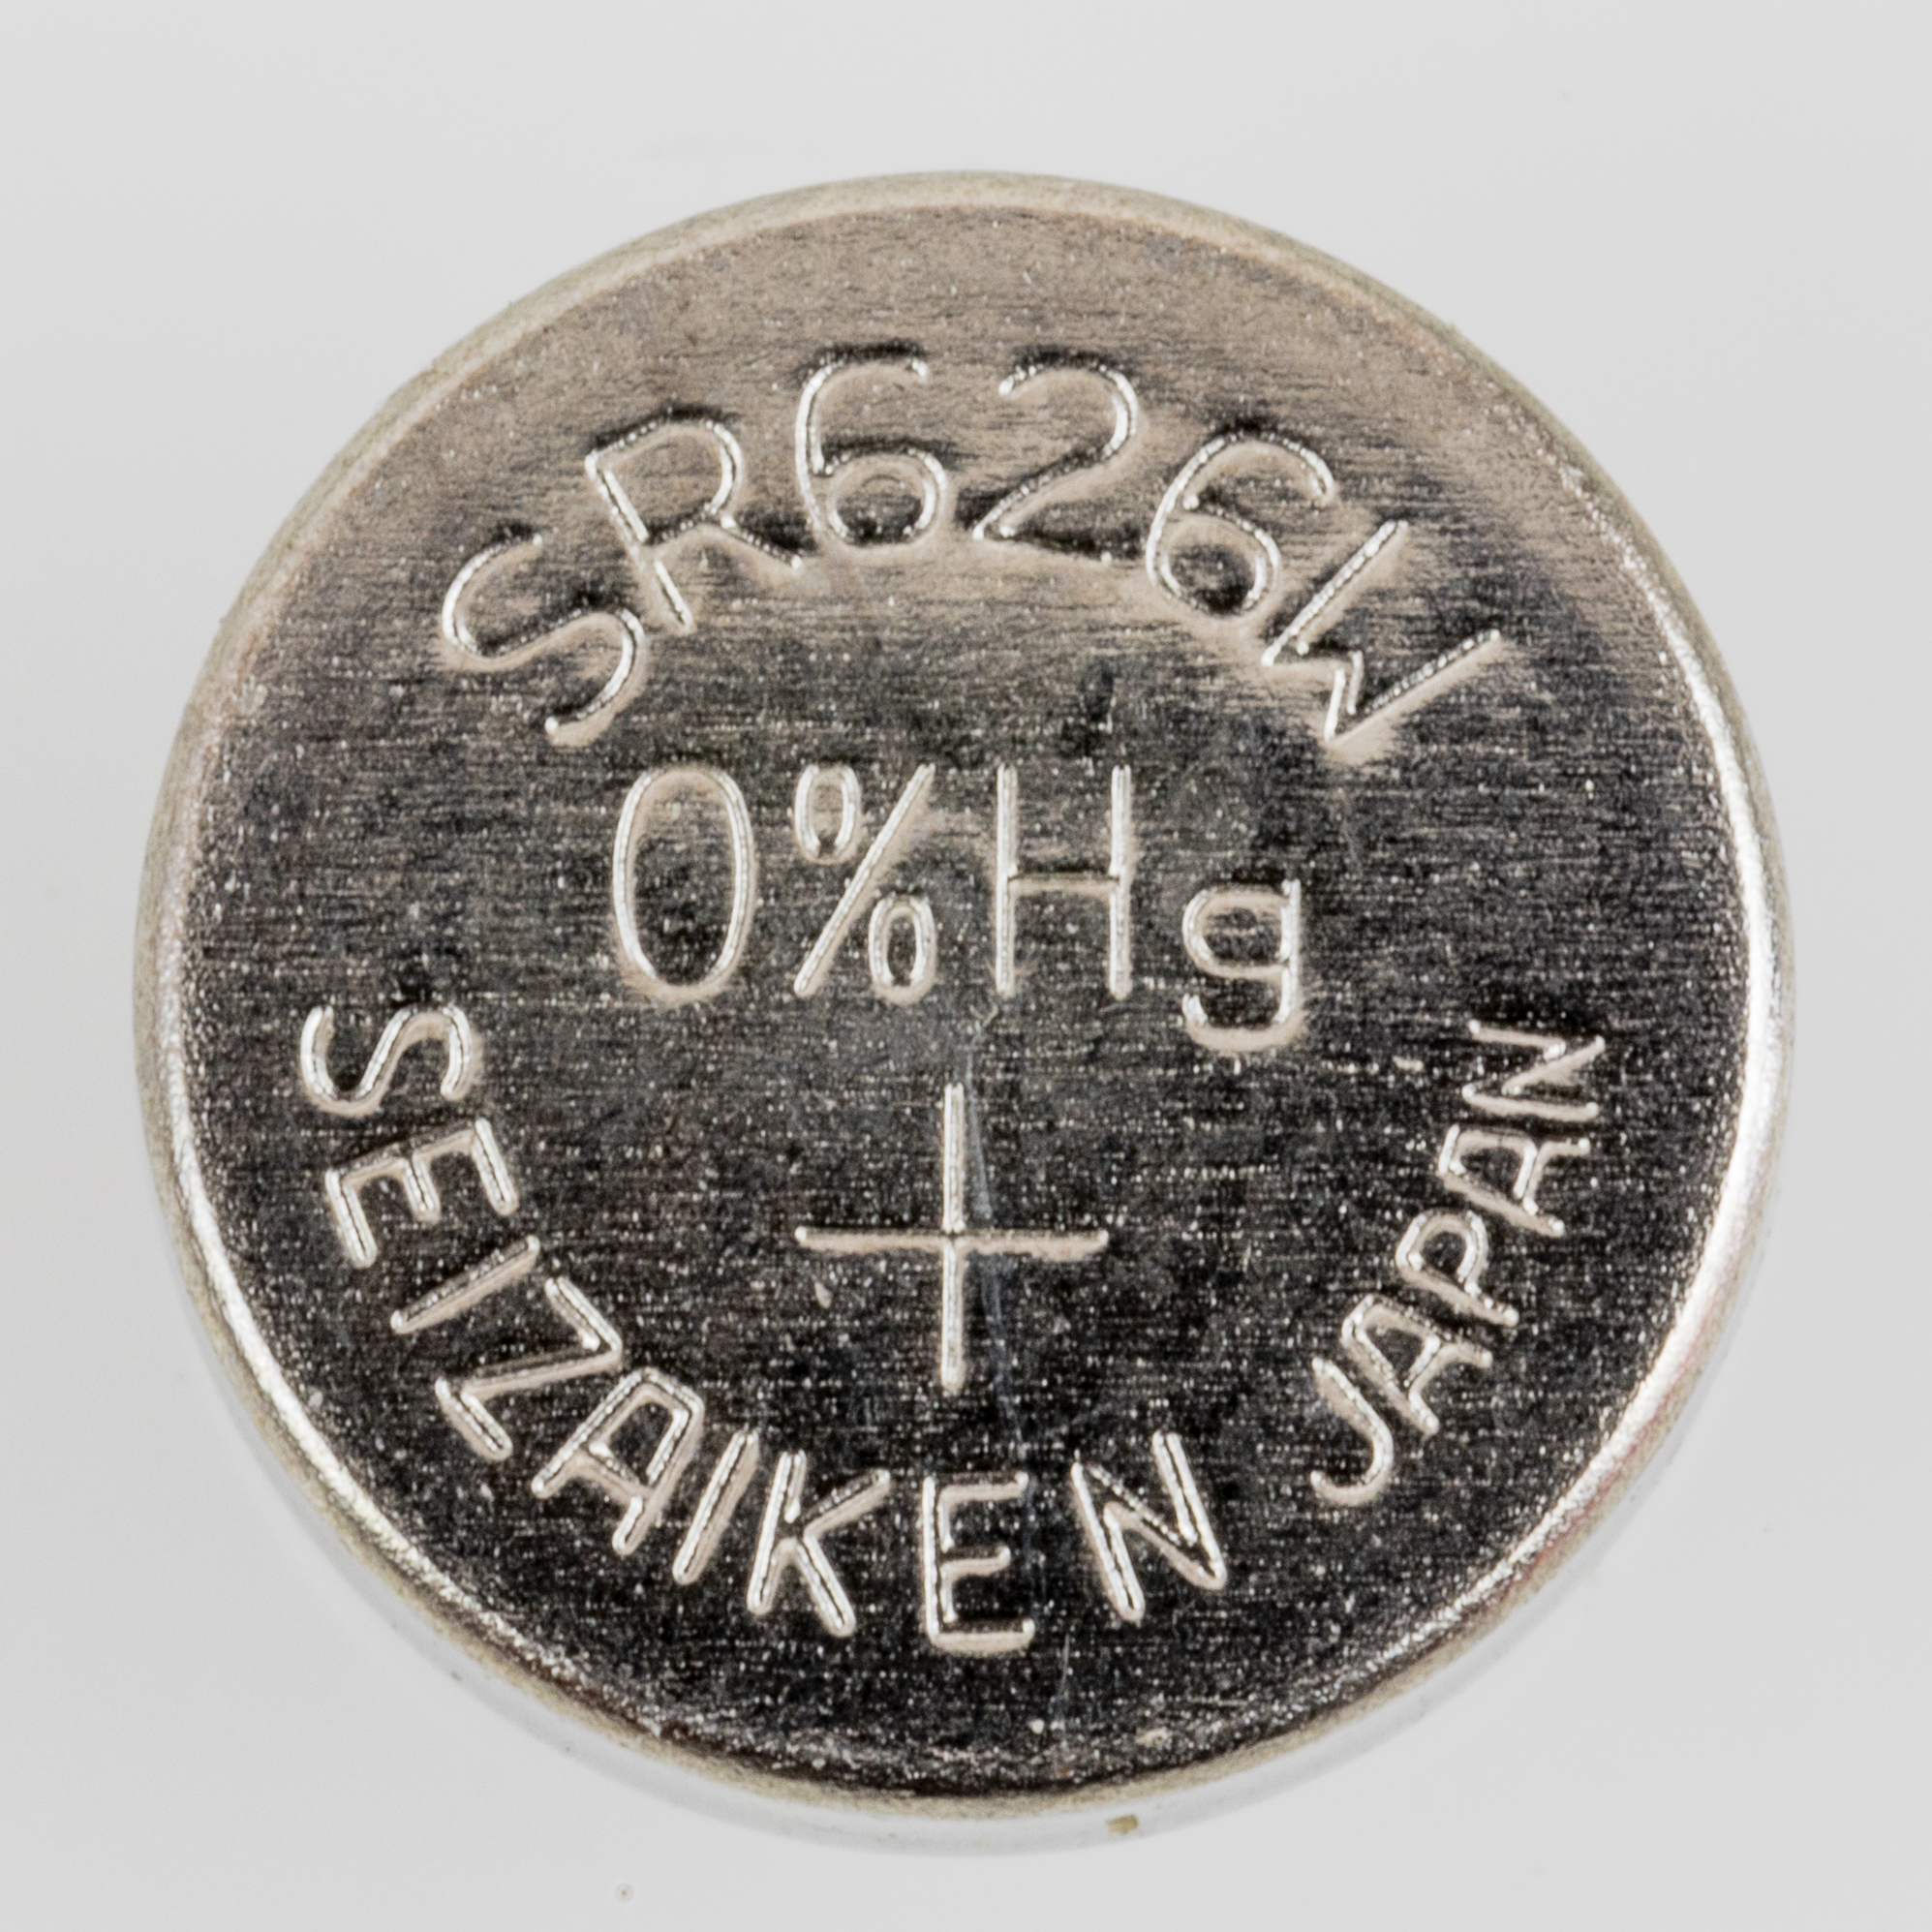 SR626W
0%Hg
+
SEIZAIKEN JAPAN